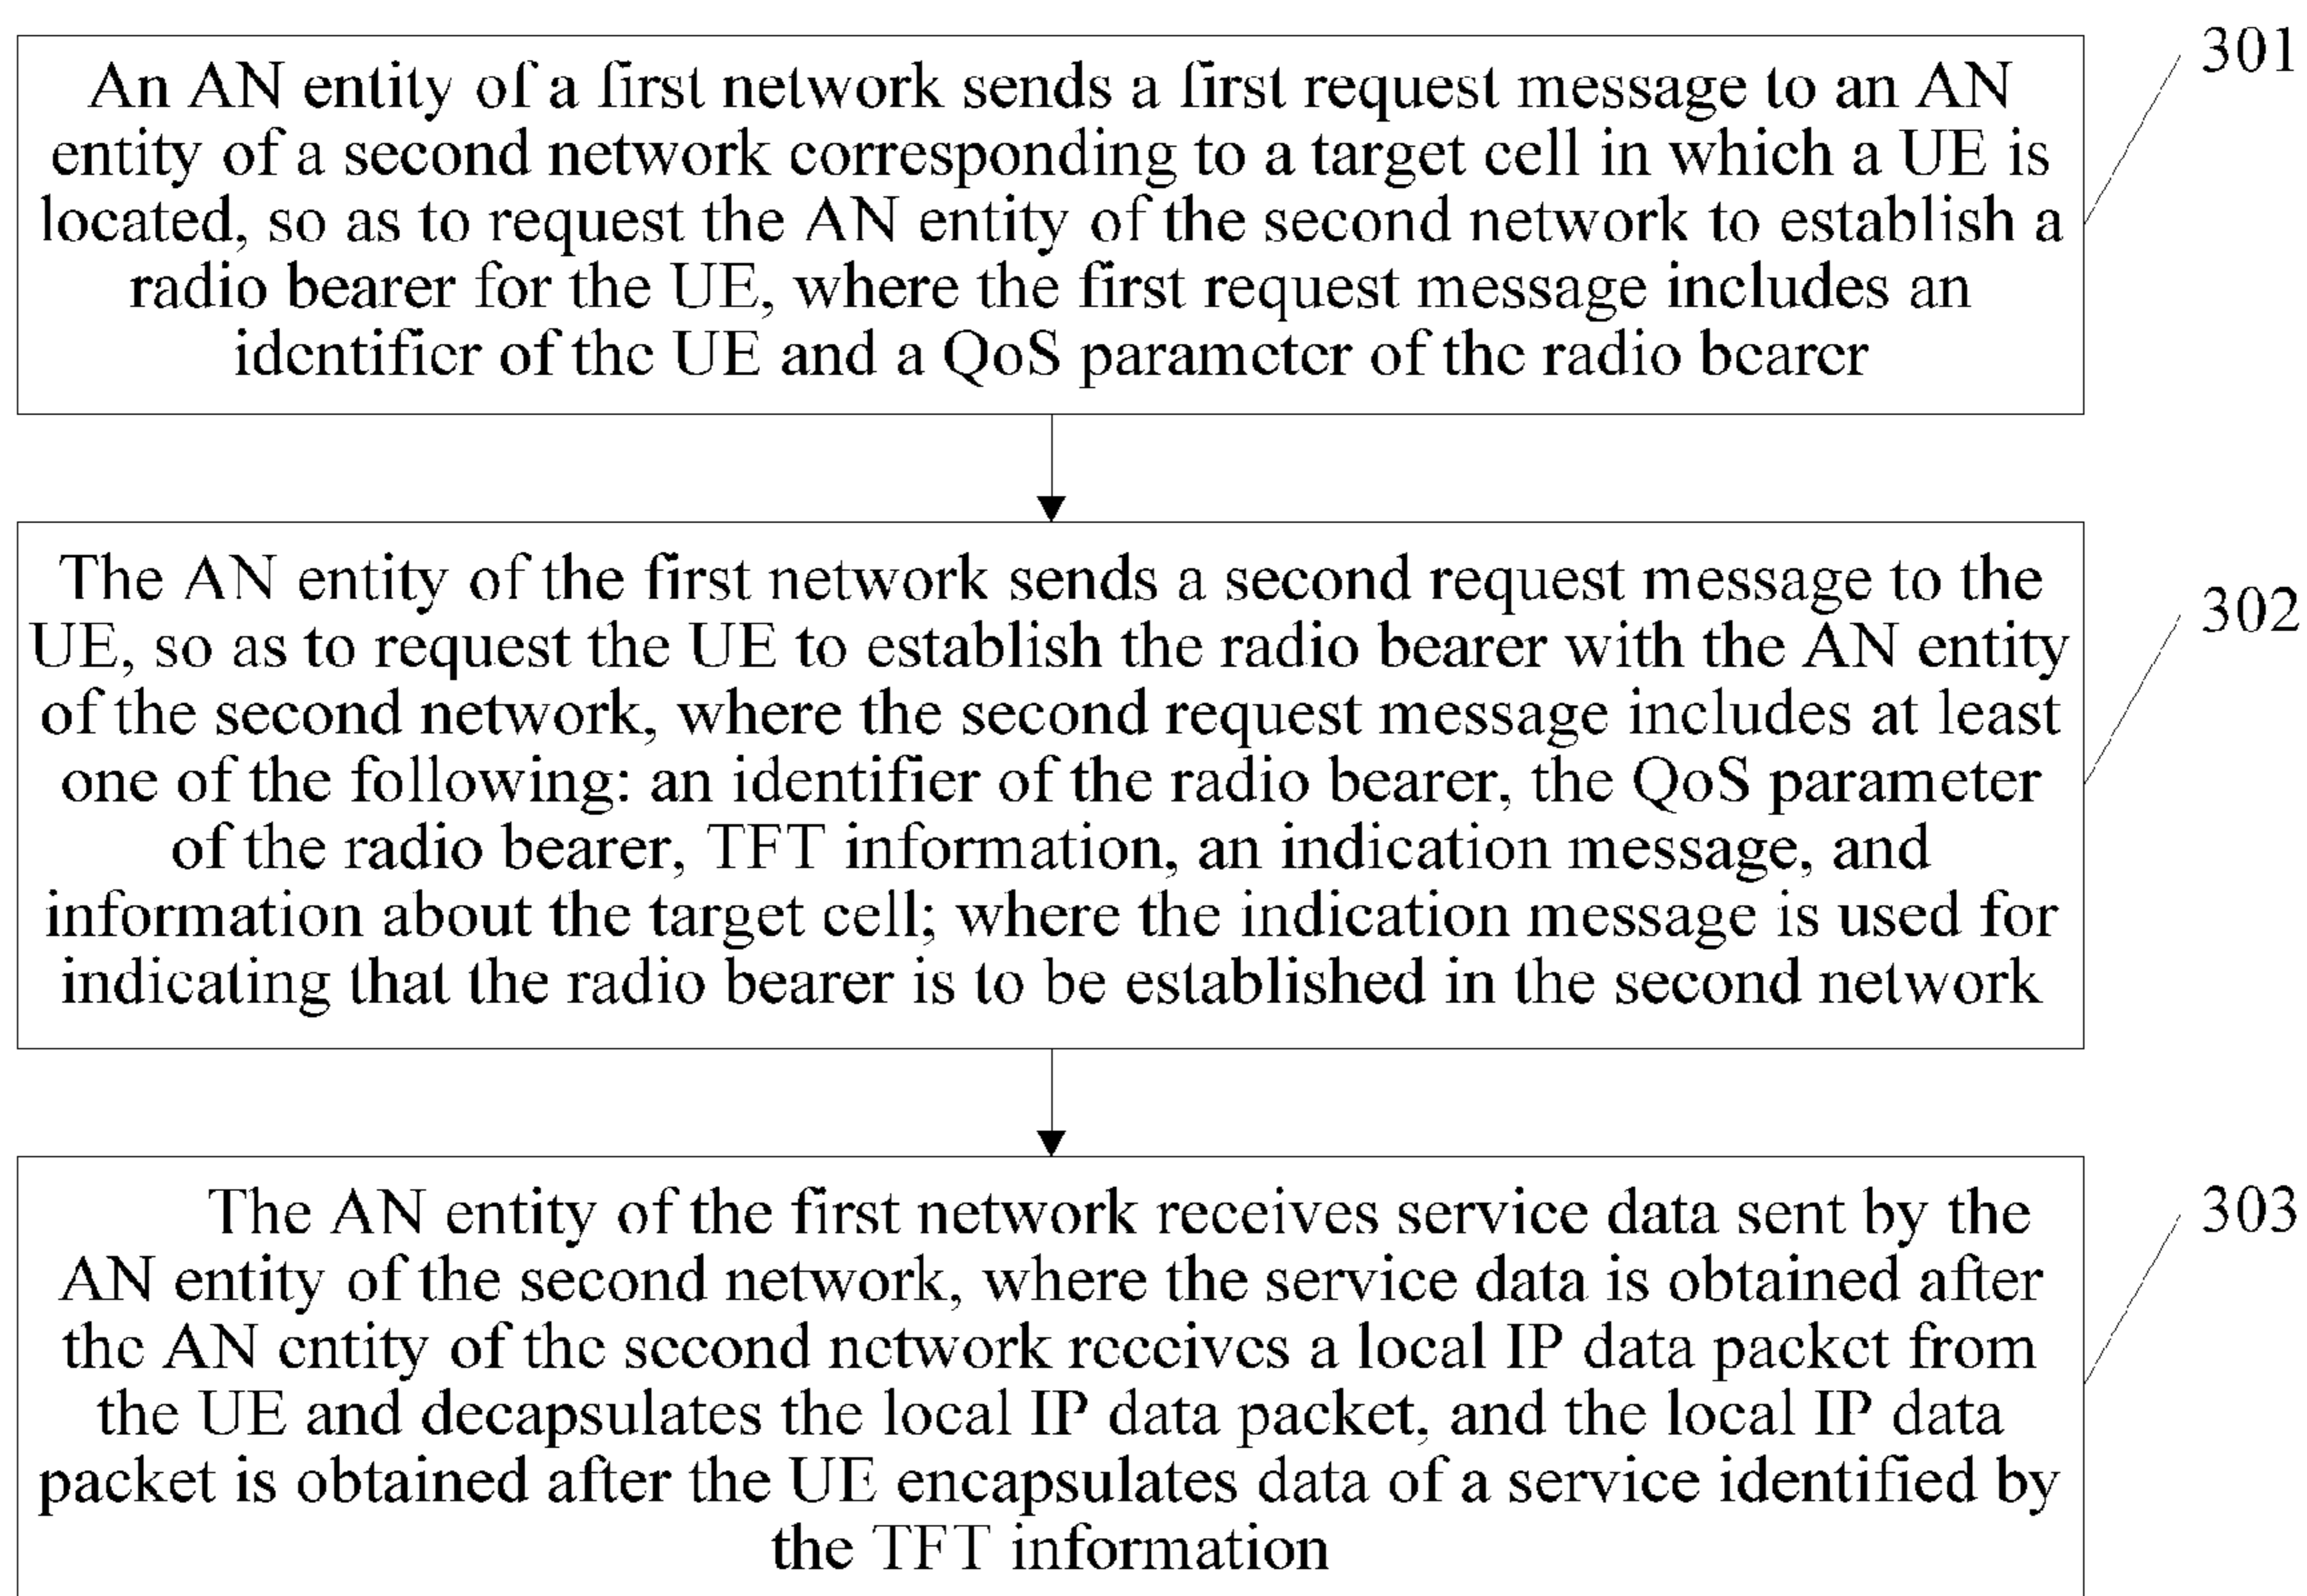 An AN entity of a first network sends a first request message to an AN
entity of a second network corresponding to a target cell in which a UE is
located, so as to request the AN entity of the second network to establish a
radio bearer for the UE, where the first request message includes an
identifier of the UE and a QoS parameter of the radio bearer
301
The AN entity of the first network sends a second request message to the
UE, so as to request the UE to establish the radio bearer with the AN entity
of the second network, where the second request message includes at least
one of the following: an identifier of the radio bearer, the QoS parameter
of the radio bearer, TFT information, an indication message, and
information about the target cell; where the indication message is used for
indicating that the radio bearer is to be established in the second network
302
The AN entity of the first network receives service data sent by the
AN entity of the second network, where the service data is obtained after
the AN entity of the second network receives a local IP data packet from
the UE and decapsulates the local IP data packet, and the local IP data
packet is obtained after the UE encapsulates data of a service identified by
the TFT information
303